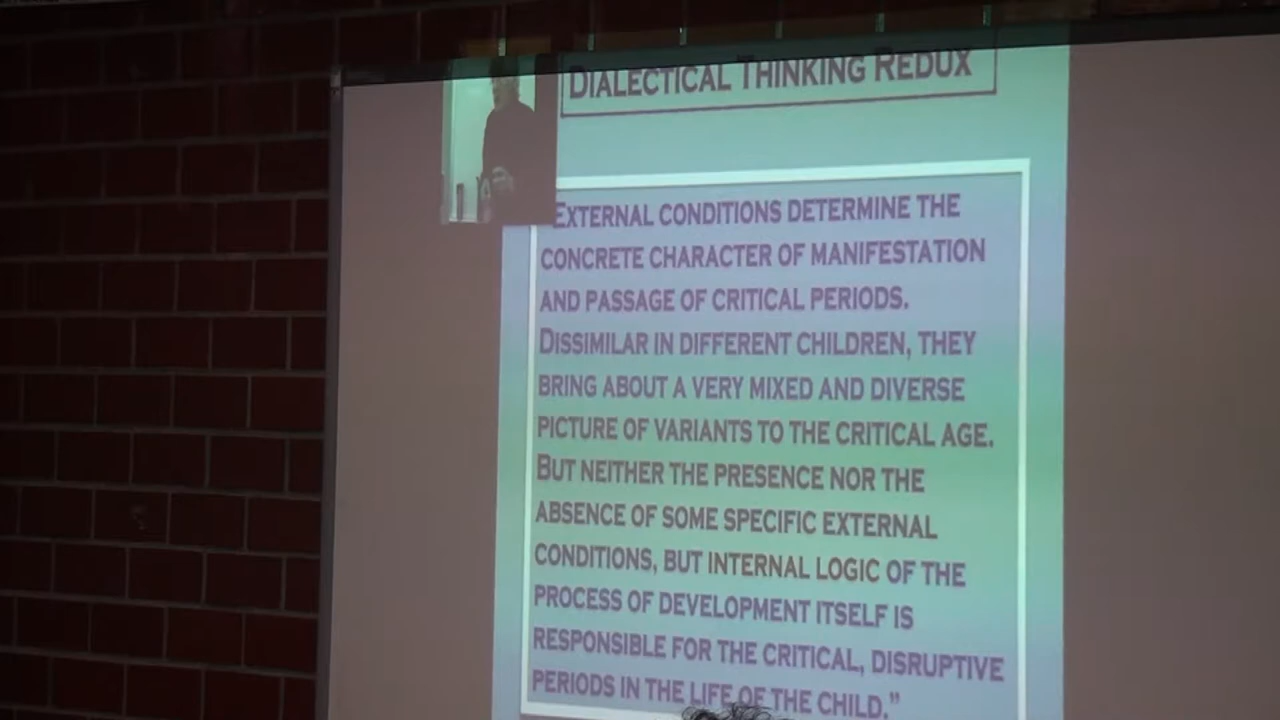 DIALECTICAL THINKING REDUX
EXTERNAL CONDITIONS DETERMINE THE
CONCRETE CHARACTER OF MANIFESTATION
AND PASSAGE OF CRITICAL PERIODS.
DISSIMILAR IN DIFFERENT CHILDREN, THEY
BRING ABOUT A VERY MIXED AND DIVERSE
PICTURE OF VARIANTS TO THE CRITICAL AGE.
BUT NEITHER THE PRESENCE NOR THE
ABSENCE OF SOME SPECIFIC EXTERNAL
CONDITIONS, BUT INTERNAL LOGIC OF THE
PROCESS OF DEVELOPMENT ITSELF IS
RESPONSIBLE FOR THE CRITICAL, DISRUPTIVE
PERIODS IN THE LIFE OF THE CHILD.”